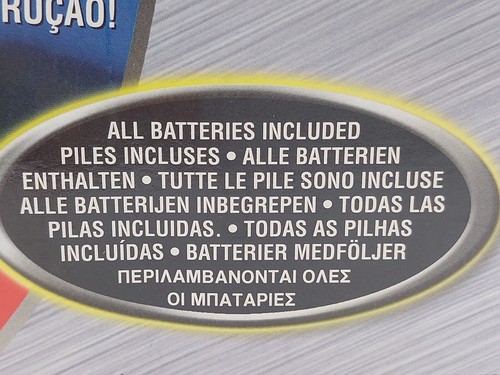 RUÇÃO!
ALL BATTERIES INCLUDED
PILES INCLUSES • ALLE BATTERIEN
ENTHALTEN • TUTTE LE PILE SONO INCLUSE
ALLE BATTERIJEN INBEGREPEN • TODAS LAS
PILAS INCLUIDAS. • TODAS AS PILHAS
INCLUÍDAS • BATTERIER MEDFÖLJER
ΠΕΡΙΛΑΜΒΑΝΟΝΤΑΙ ΟΛΕΣ
ΟΙ ΜΠΑΤΑΡΙΕΣ